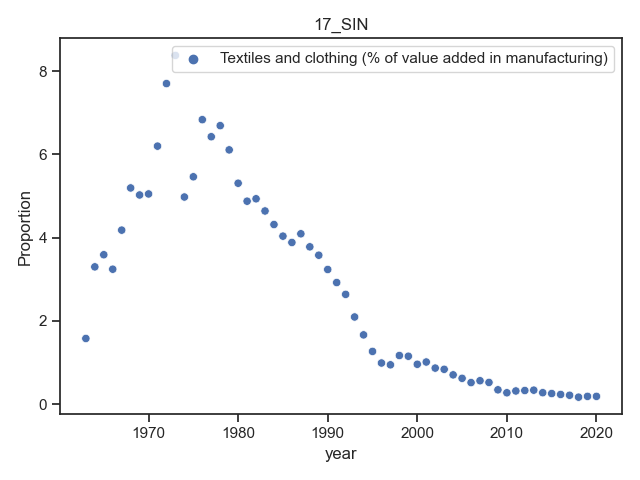 17_SIN
Textiles and clothing (% of value added in manufacturing)
8
6
4
2
0
Proportion
1970 1980 1990 2000 2010 2020
year